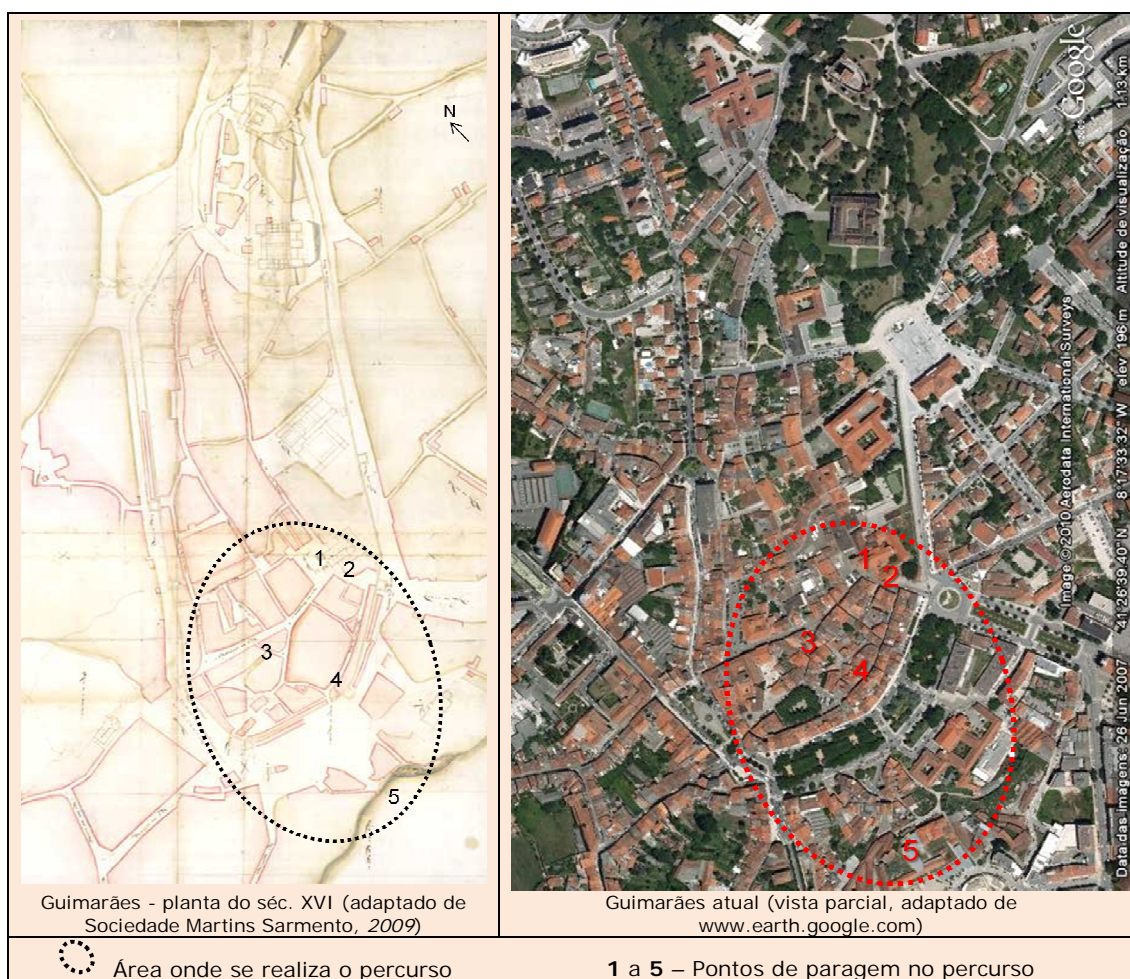 N
1
2
3
4
5
Guimarães - planta do séc. XVI (adaptado de
Sociedade Martins Sarmento, 2009)
1
2
3
4
5
Google
Data das imagens: 26 Jun 2007 41°26'39.40" N 8°17'33.32" W elev 196 m Altitude de visualização 1.13 km
Image © 2010 Aerodata International Surveys
Guimarães atual (vista parcial, adaptado de
www.earth.google.com)
Área onde se realiza o percurso
1 a 5 – Pontos de paragem no percurso